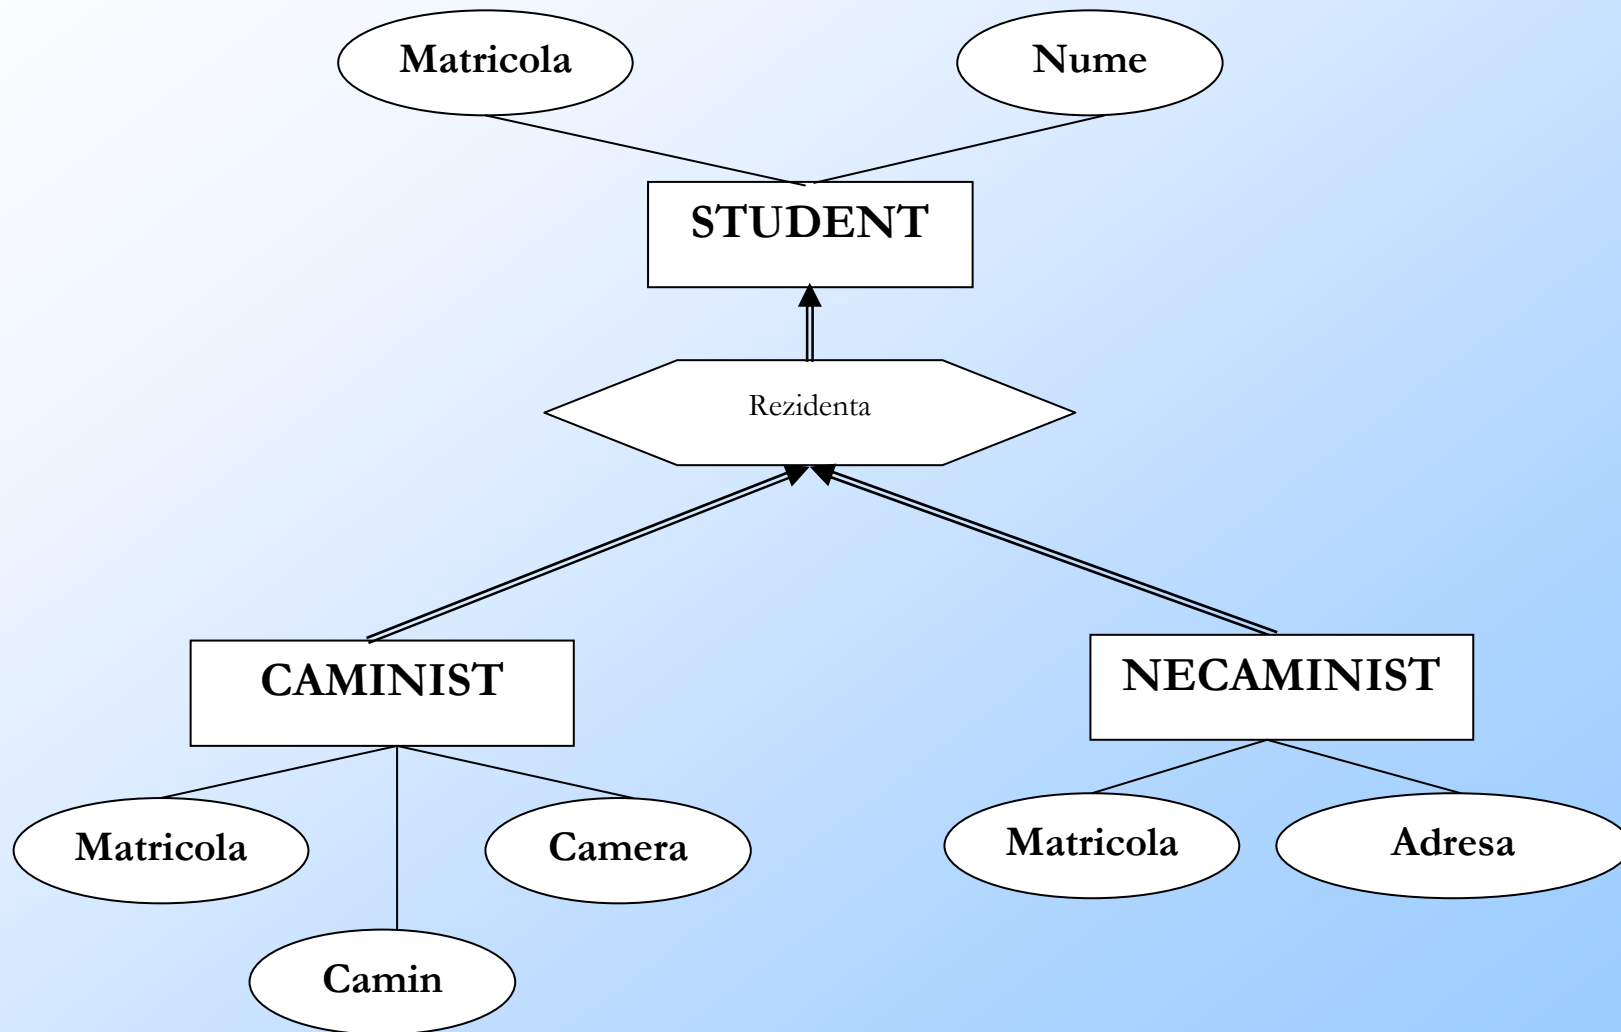 Matricola
Nume
STUDENT
Rezidenta
CAMINIST
NECAMINIST
Matricola
Camera
Matricola
Adresa
Camin